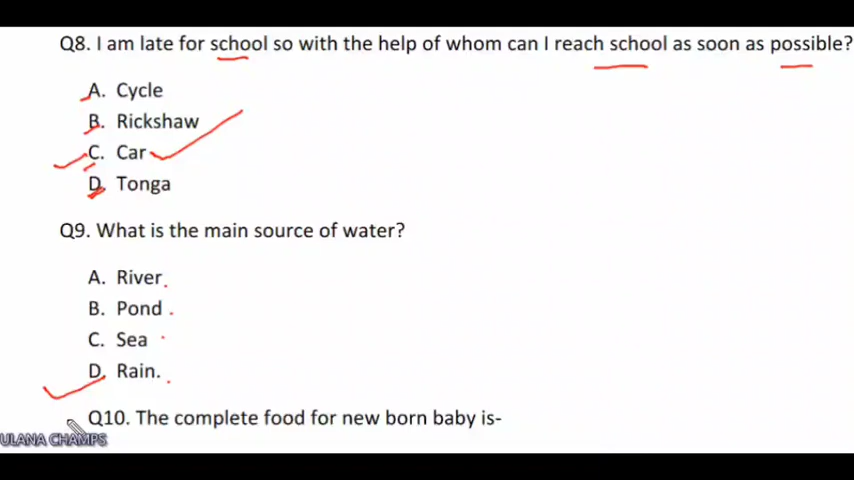 Q8. I am late for school so with the help of whom can I reach school as soon as possible?
A. Cycle
B. Rickshaw
C. Car
D. Tonga
Q9. What is the main source of water?
A. River
B. Pond
C. Sea
D. Rain.
Q10. The complete food for new born baby is-
ULANA CHAMPS